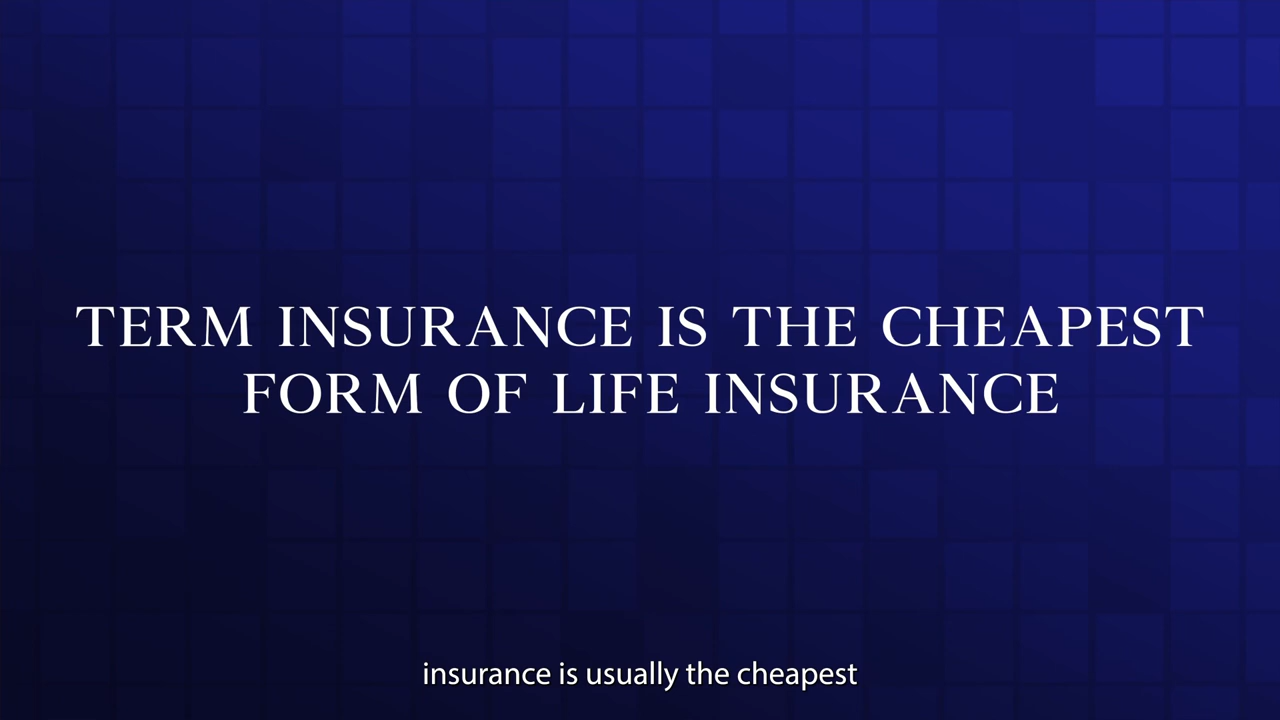 TERM INSURANCE IS THE CHEAPEST
FORM OF LIFE INSURANCE
insurance is usually the cheapest